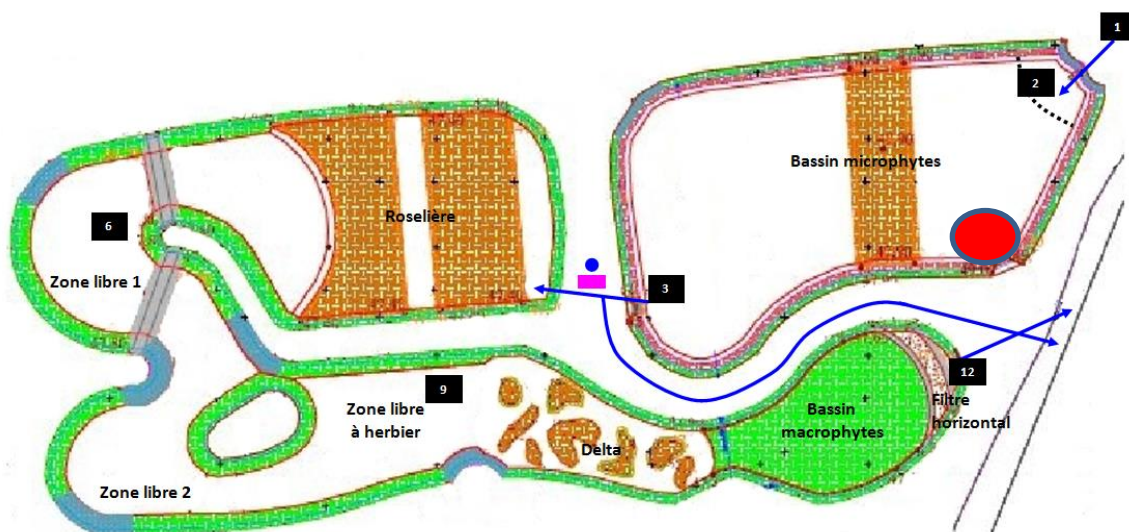 1
2
Bassin microphytes
Roselière
6
Zone libre 1
3
9
12
Zone libre
à herbier
Bassin
macrophytes
Filtre
horizontal
Delta
Zone libre 2